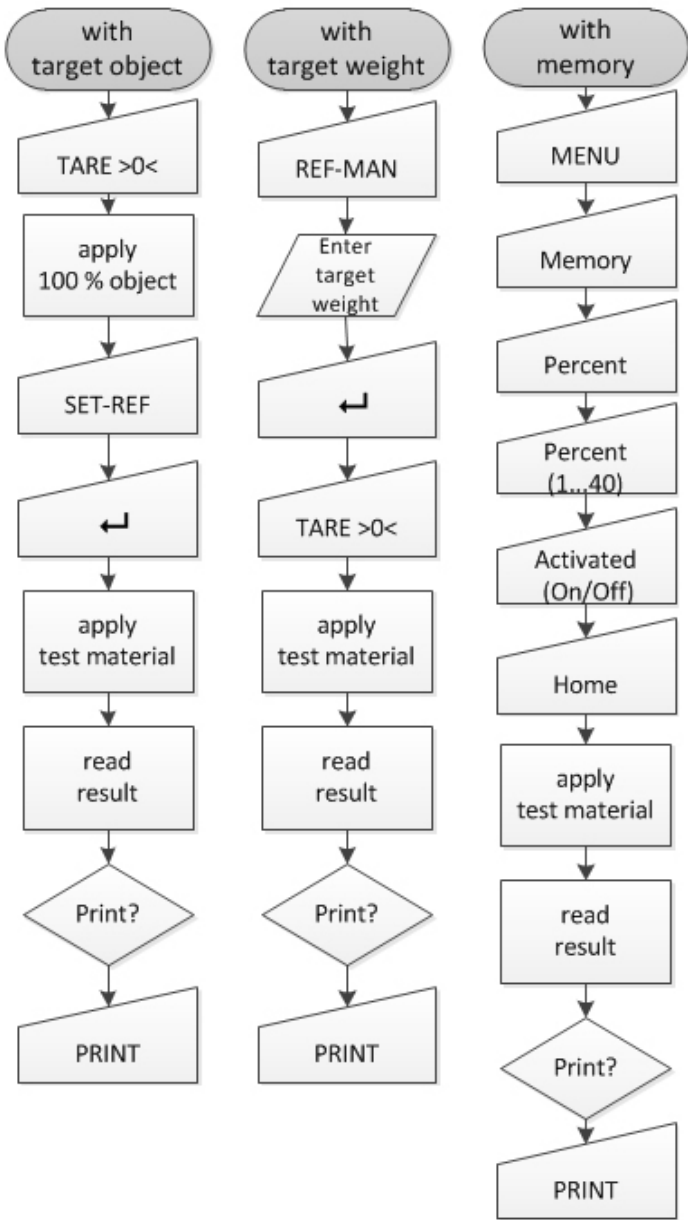 with
target object
TARE >0<
apply
100 % object
SET-REF
↵
apply
test material
read
result
Print?
PRINT
with
target weight
REF-MAN
Enter
target
weight
↵
TARE >0<
apply
test material
read
result
Print?
PRINT
with
memory
MENU
Memory
Percent
Percent
(1...40)
Activated
(On/Off)
Home
apply
test material
read
result
Print?
PRINT